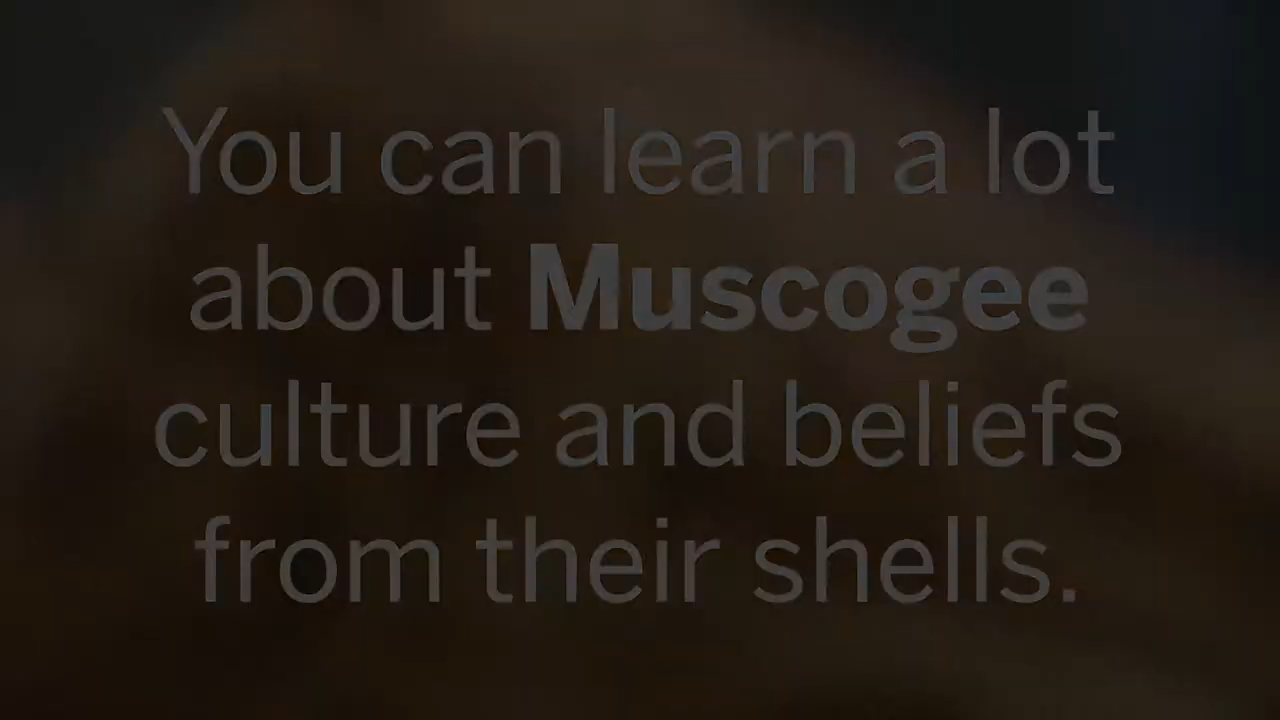 You can learn a lot
about Muscogee
culture and beliefs
from their shells.